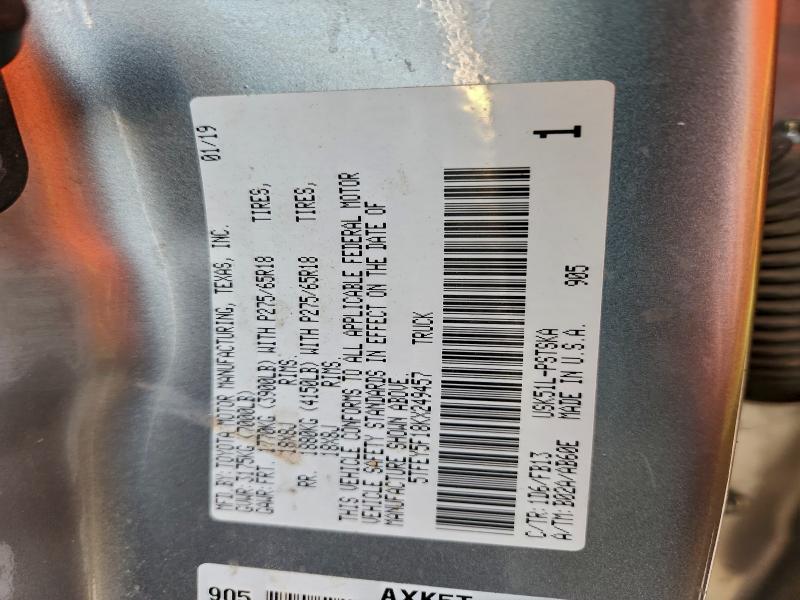 MFD BY TOYOTA MOTOR MANUFACTURING, TEXAS, INC. 01/19
GVWR 3175KG (7000LB)
GAWR FRT. 1770KG (3900LB) WITH P275/65R18 TIRES,
18X8J RIMS,
RR. 1880KG (4150LB) WITH P275/65R18 TIRES,
18X8J RIMS,
THIS VEHICLE CONFORMS TO ALL APPLICABLE FEDERAL MOTOR
VEHICLE SAFETY STANDARDS IN EFFECT ON THE DATE OF
MANUFACTURE SHOWN ABOVE.
5TFEY5F18KX249457 TRUCK
C/TR: 1D6/FB13 USK51L-PSTSKA 905 1
A/TM: B02A/AB60E MADE IN U.S.A.
905 AXKET